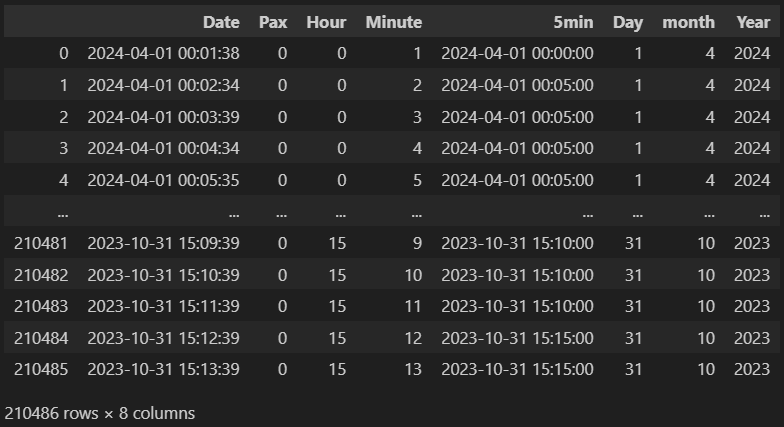 Date Pax Hour Minute 5min Day month Year
0 2024-04-01 00:01:38 0 0 1 2024-04-01 00:00:00 1 4 2024
1 2024-04-01 00:02:34 0 0 2 2024-04-01 00:05:00 1 4 2024
2 2024-04-01 00:03:39 0 0 3 2024-04-01 00:05:00 1 4 2024
3 2024-04-01 00:04:34 0 0 4 2024-04-01 00:05:00 1 4 2024
4 2024-04-01 00:05:35 0 0 5 2024-04-01 00:05:00 1 4 2024
... ... ... ... ... ... ... ... ...
210481 2023-10-31 15:09:39 0 15 9 2023-10-31 15:10:00 31 10 2023
210482 2023-10-31 15:10:39 0 15 10 2023-10-31 15:10:00 31 10 2023
210483 2023-10-31 15:11:39 0 15 11 2023-10-31 15:10:00 31 10 2023
210484 2023-10-31 15:12:39 0 15 12 2023-10-31 15:15:00 31 10 2023
210485 2023-10-31 15:13:39 0 15 13 2023-10-31 15:15:00 31 10 2023
210486 rows × 8 columns